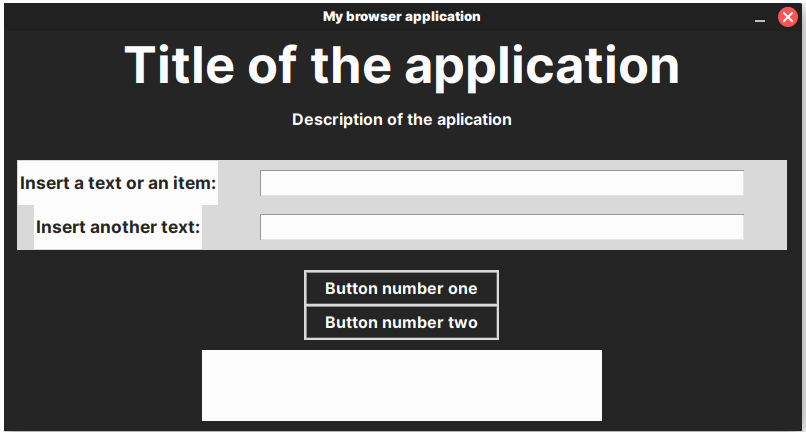 My browser application
Title of the application
Description of the aplication
Insert a text or an item:
Insert another text:
Button number one
Button number two